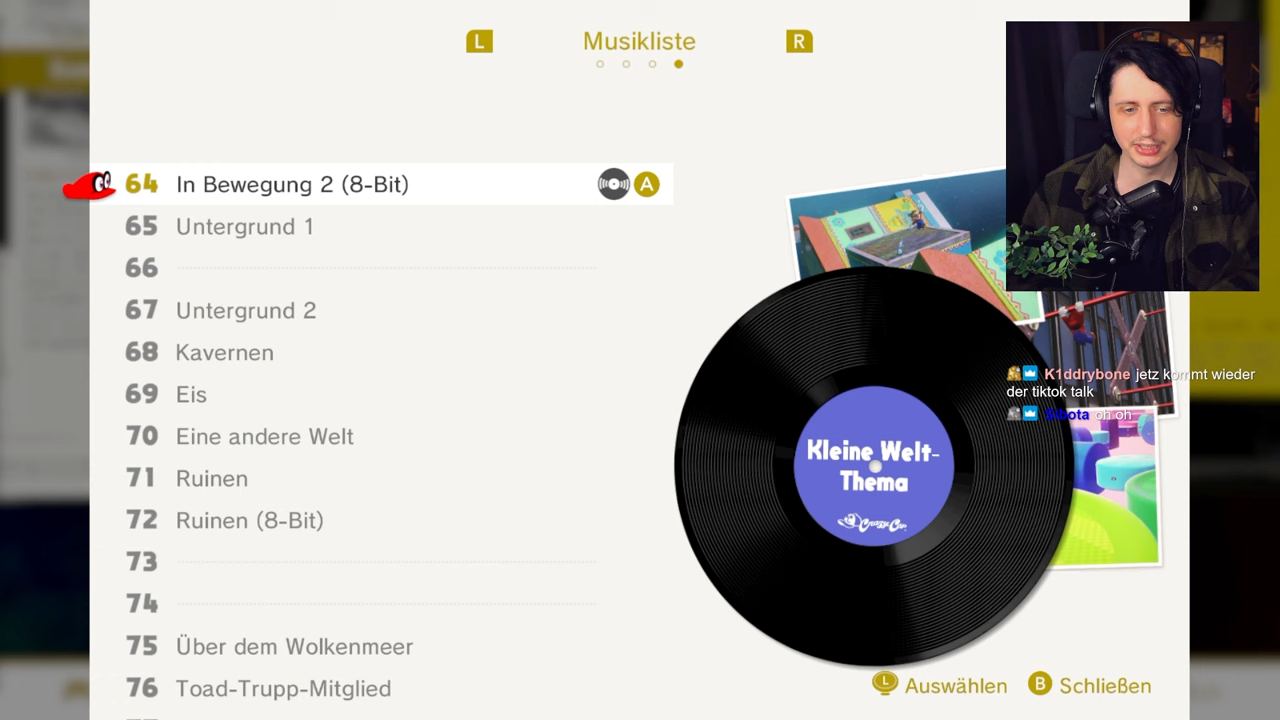 L Musikliste R
64 In Bewegung 2 (8-Bit) A
65 Untergrund 1
66
67 Untergrund 2
68 Kavernen
69 Eis
70 Eine andere Welt
71 Ruinen
72 Ruinen (8-Bit)
73
74
75 Über dem Wolkenmeer
76 Toad-Trupp-Mitglied
Kleine Welt-
Thema
Crazy Cap
K1ddrybone jetz kommt wieder
der tiktok talk
oh oh
L Auswählen B Schließen